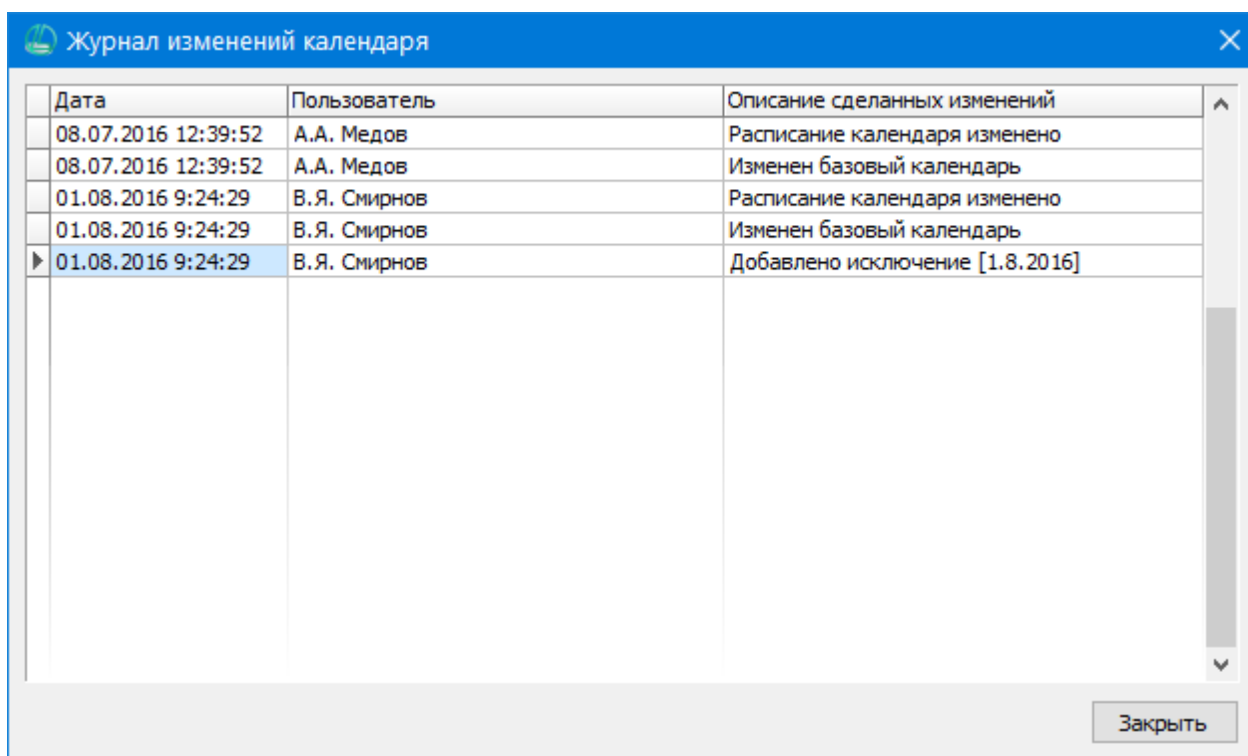 Журнал изменений календаря
Дата Пользователь Описание сделанных изменений
08.07.2016 12:39:52 А.А. Медов Расписание календаря изменено
08.07.2016 12:39:52 А.А. Медов Изменен базовый календарь
01.08.2016 9:24:29 В.Я. Смирнов Расписание календаря изменено
01.08.2016 9:24:29 В.Я. Смирнов Изменен базовый календарь
01.08.2016 9:24:29 В.Я. Смирнов Добавлено исключение [1.8.2016]
Закрыть